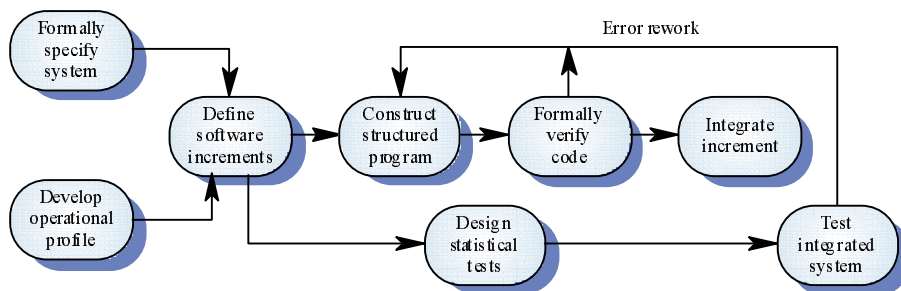 Formally
specify
system
Error rework
Define
software
increments
Construct
structured
program
Formally
verify
code
Integrate
increment
Develop
operational
profile
Design
statistical
tests
Test
integrated
system